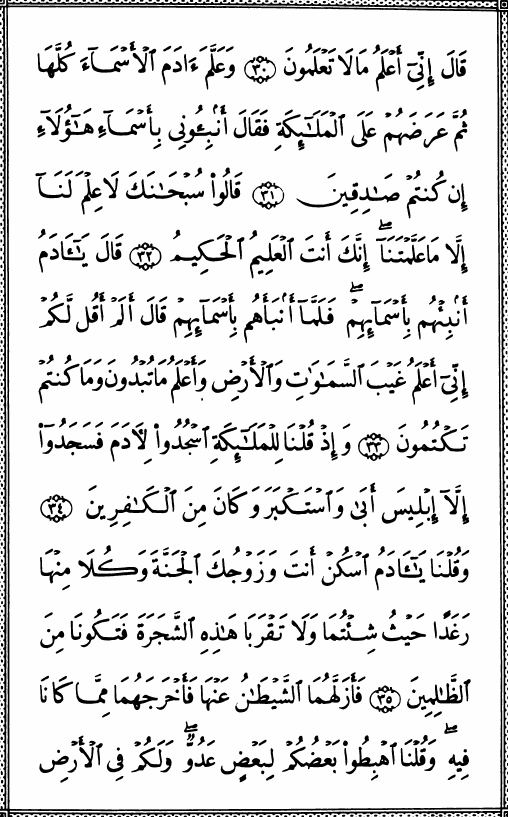 قَالَ إِنِّىٓ أَعْلَمُ مَا لَا تَعْلَمُونَ ٣٠ وَعَلَّمَ ءَادَمَ ٱلْأَسْمَآءَ كُلَّهَا
ثُمَّ عَرَضَهُمْ عَلَى ٱلْمَلَـٰٓئِكَةِ فَقَالَ أَنۢبِـُٔونِى بِأَسْمَآءِ هَـٰٓؤُلَآءِ
إِن كُنتُمْ صَـٰدِقِينَ ٣١ قَالُوا۟ سُبْحَـٰنَكَ لَا عِلْمَ لَنَآ
إِلَّا مَا عَلَّمْتَنَآ ۖ إِنَّكَ أَنتَ ٱلْعَلِيمُ ٱلْحَكِيمُ ٣٢ قَالَ يَـٰٓـَٔادَمُ
أَنۢبِئْهُم بِأَسْمَآئِهِمْ ۖ فَلَمَّآ أَنۢبَأَهُم بِأَسْمَآئِهِمْ قَالَ أَلَمْ أَقُل لَّكُمْ
إِنِّىٓ أَعْلَمُ غَيْبَ ٱلسَّمَـٰوَٰتِ وَٱلْأَرْضِ وَأَعْلَمُ مَا تُبْدُونَ وَمَا كُنتُمْ
تَكْتُمُونَ ٣٣ وَإِذْ قُلْنَا لِلْمَلَـٰٓئِكَةِ ٱسْجُدُوا۟ لِـَٔادَمَ فَسَجَدُوٓا۟
إِلَّآ إِبْلِيسَ أَبَىٰ وَٱسْتَكْبَرَ وَكَانَ مِنَ ٱلْكَـٰفِرِينَ ٣٤
وَقُلْنَا يَـٰٓـَٔادَمُ ٱسْكُنْ أَنتَ وَزَوْجُكَ ٱلْجَنَّةَ وَكُلَا مِنْهَا
رَغَدًا حَيْثُ شِئْتُمَا وَلَا تَقْرَبَا هَـٰذِهِ ٱلشَّجَرَةَ فَتَكُونَا مِنَ
ٱلظَّـٰلِمِينَ ٣٥ فَأَزَلَّهُمَا ٱلشَّيْطَـٰنُ عَنْهَا فَأَخْرَجَهُمَا مِمَّا كَانَا
فِيهِ ۖ وَقُلْنَا ٱهْبِطُوا۟ بَعْضُكُمْ لِبَعْضٍ عَدُوٌّ ۖ وَلَكُمْ فِى ٱلْأَرْضِ